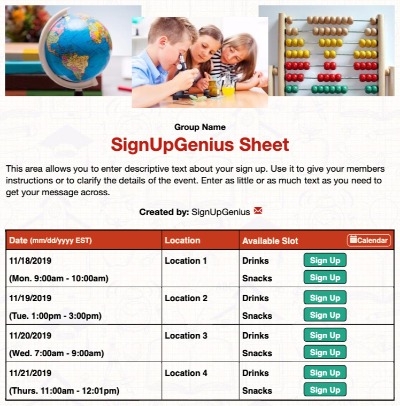 Group Name
SignUpGenius Sheet
This area allows you to enter descriptive text about your sign up. Use it to give your members
instructions or to clarify the details of the event. Enter as little or as much text as you need to
get your message across.
Created by: SignUpGenius
Date (mm/dd/yyyy EST) Location Available Slot Calendar
11/18/2019 Location 1 Drinks Sign Up
(Mon. 9:00am - 10:00am) Snacks Sign Up
11/19/2019 Location 2 Drinks Sign Up
(Tue. 1:00pm - 3:00pm) Snacks Sign Up
11/20/2019 Location 3 Drinks Sign Up
(Wed. 7:00am - 9:00am) Snacks Sign Up
11/21/2019 Location 4 Drinks Sign Up
(Thurs. 11:00am - 12:01pm) Snacks Sign Up